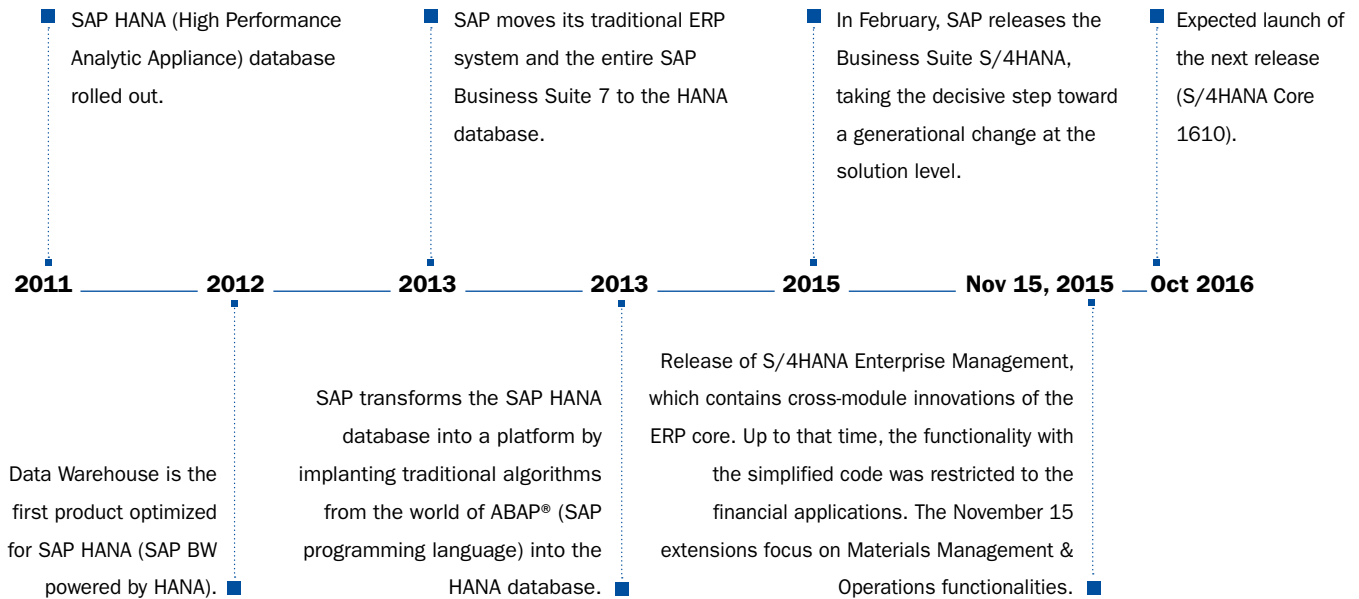 SAP HANA (High Performance
Analytic Appliance) database
rolled out.
SAP moves its traditional ERP
system and the entire SAP
Business Suite 7 to the HANA
database.
In February, SAP releases the
Business Suite S/4HANA,
taking the decisive step toward
a generational change at the
solution level.
Expected launch of
the next release
(S/4HANA Core
1610).
2011 2012 2013 2013 2015 Nov 15, 2015 Oct 2016
Data Warehouse is the
first product optimized
for SAP HANA (SAP BW
powered by HANA).
SAP transforms the SAP HANA
database into a platform by
implanting traditional algorithms
from the world of ABAP® (SAP
programming language) into the
HANA database.
Release of S/4HANA Enterprise Management,
which contains cross-module innovations of the
ERP core. Up to that time, the functionality with
the simplified code was restricted to the
financial applications. The November 15
extensions focus on Materials Management &
Operations functionalities.